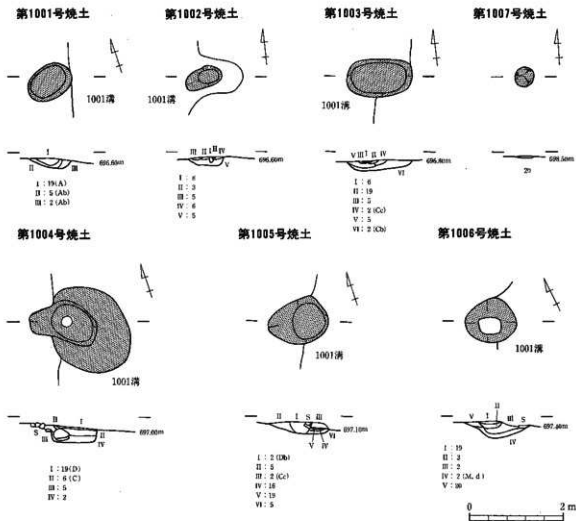 第1001号焼土
第1002号焼土
第1003号焼土
第1007号焼土
1001溝
1001溝
1001溝
I
II III
696.60m
III II I II IV
V
696.60m
V III I II IV
VI
20
I : 19(A)
II : 5(Ab)
III : 2(Ab)
I : 6
II : 3
III : 5
IV : 6
V : 5
I : 6
II : 19
III : 5
IV : 2(Cc)
V : 5
VI : 2(Cb)
第1004号焼土
第1005号焼土
第1006号焼土
1001溝
1001溝
1001溝
III I
S III II
IV
II I S III
V IV VI
697.10m
II
V I III S
IV
I : 19(D)
II : 6(C)
III : 5
IV : 2
I : 2(Db)
II : 5
III : 2(Cc)
IV : 16
V : 19
VI : 5
I : 19
II : 3
III : 2
IV : 2(M, d)
V : 20
0 2m